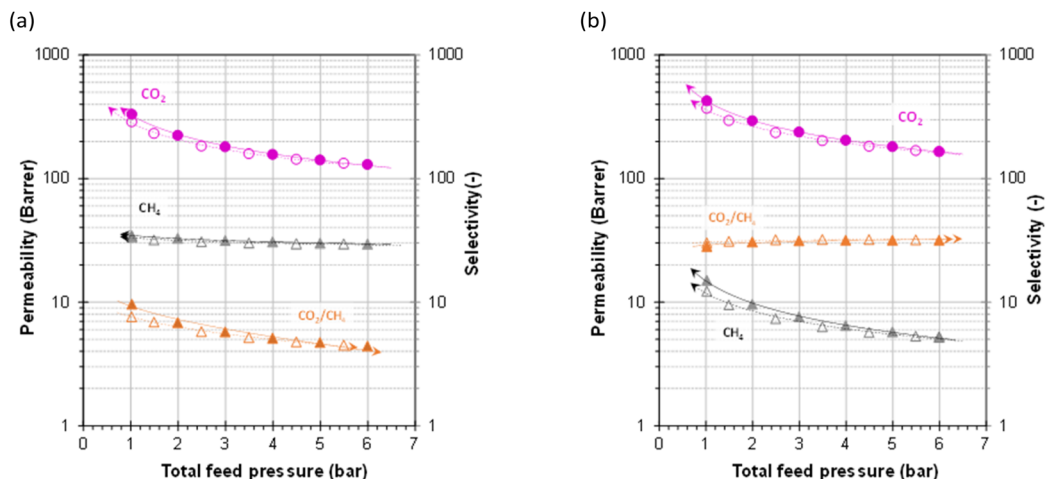 (a)
(b)
1000
100
10
1
Permeability (Barrer)
0 1 2 3 4 5 6 7
Total feed pressure (bar)
1000
100
10
1
Selectivity (-)
CO₂
CH₄
CO₂/CH₄
1000
100
10
1
Permeability (Barrer)
0 1 2 3 4 5 6 7
Total feed pressure (bar)
1000
100
10
1
Selectivity (-)
CO₂
CO₂/CH₄
CH₄